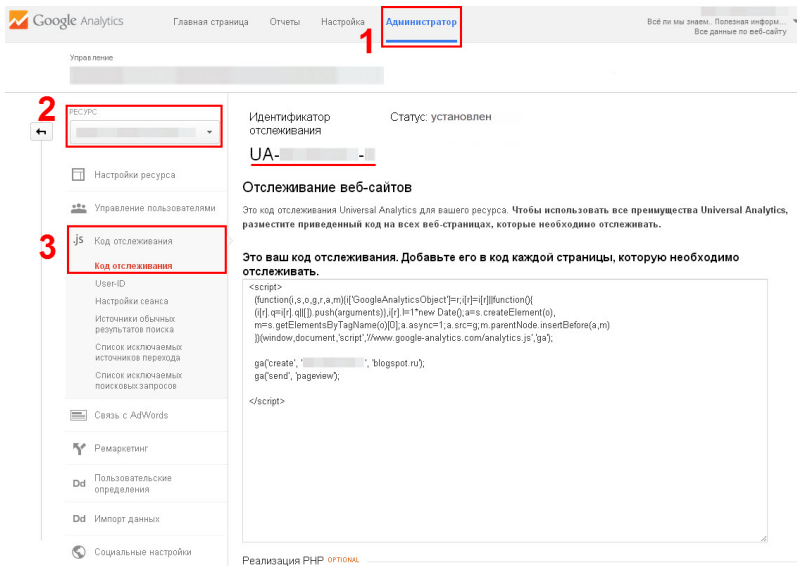 Google Analytics
Главная страница
Отчеты
Настройка
Администратор
Всё ли мы знаем.. Полезная информ...
Все данные по веб-сайту
1
Управление
2
РЕСУРС
Идентификатор отслеживания
Статус: установлен
UA- -
Настройки ресурса
Управление пользователями
3
.js Код отслеживания
Код отслеживания
User-ID
Настройки сеанса
Источники обычных
результатов поиска
Список исключаемых
источников перехода
Список исключаемых
поисковых запросов
Связь с AdWords
Ремаркетинг
Dd Пользовательские
определения
Dd Импорт данных
Социальные настройки
Отслеживание веб-сайтов
Это код отслеживания Universal Analytics для вашего ресурса. Чтобы использовать все преимущества Universal Analytics,
разместите приведенный код на всех веб-страницах, которые необходимо отслеживать.
Это ваш код отслеживания. Добавьте его в код каждой страницы, которую необходимо
отслеживать.
<script>
(function(i,s,o,g,r,a,m){i['GoogleAnalyticsObject']=r;i[r]=i[r]||function(){
(i[r].q=i[r].q||[]).push(arguments)},i[r].l=1*new Date();a=s.createElement(o),
m=s.getElementsByTagName(o)[0];a.async=1;a.src=g;m.parentNode.insertBefore(a,m)
})(window,document,'script','//www.google-analytics.com/analytics.js','ga');
ga('create', ' ', 'blogspot.ru');
ga('send', 'pageview');
</script>
Реализация PHP OPTIONAL